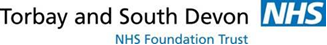 Torbay and South Devon NHS
NHS Foundation Trust